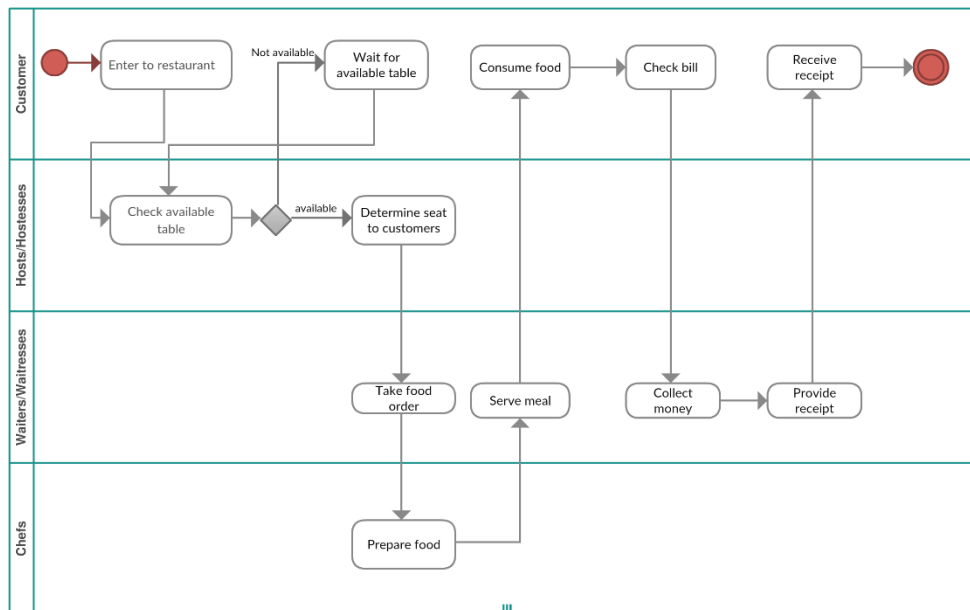 Customer
Enter to restaurant
Not available
Wait for
available table
Consume food
Check bill
Receive
receipt
Hosts/Hostesses
Check available
table
available
Determine seat
to customers
Waiters/Waitresses
Take food
order
Serve meal
Collect
money
Provide
receipt
Chefs
Prepare food